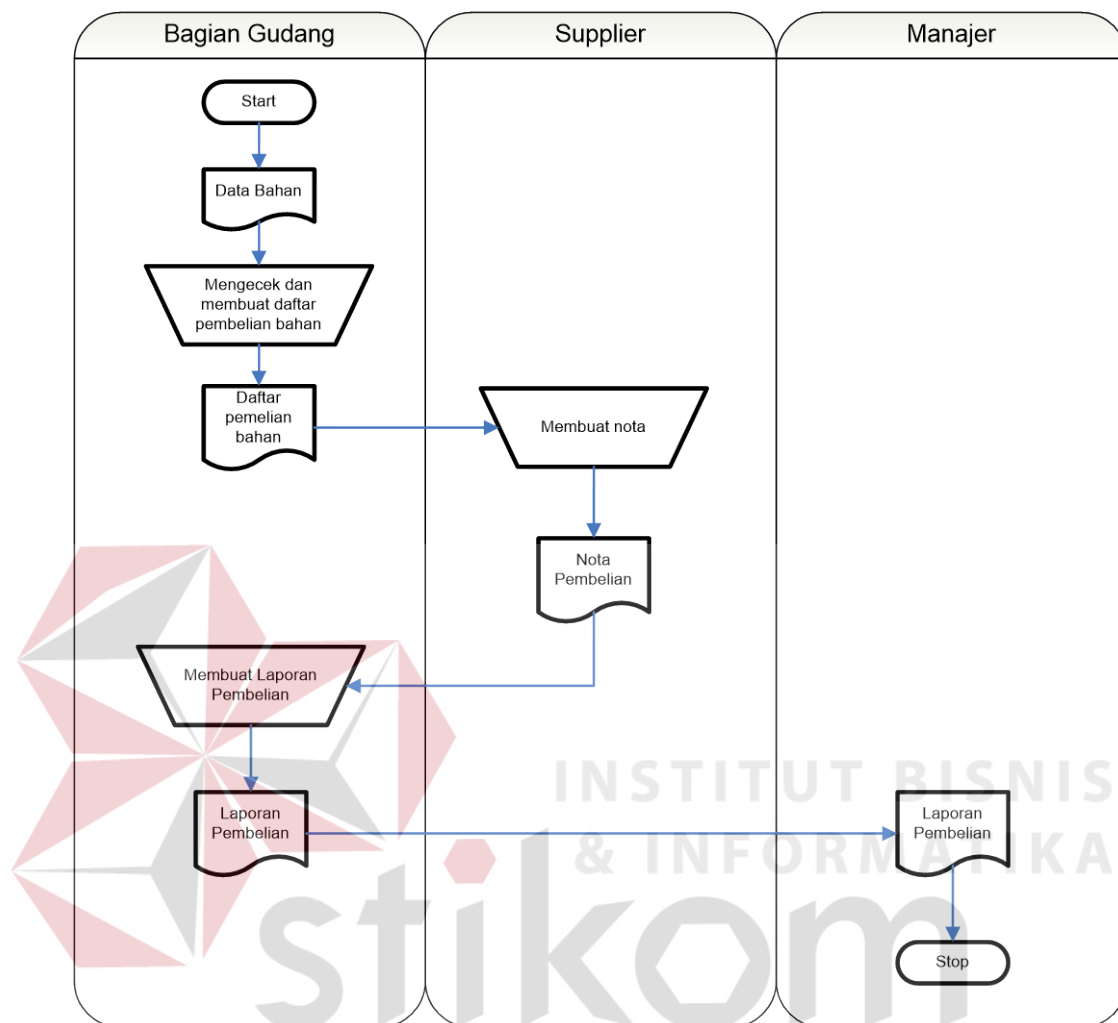 Bagian Gudang
Supplier
Manajer
Start
Data Bahan
Mengecek dan
membuat daftar
pembelian bahan
Daftar
pemelian
bahan
Membuat nota
Nota
Pembelian
Membuat Laporan
Pembelian
Laporan
Pembelian
Laporan
Pembelian
Stop
INSTITUT BISNIS
& INFORMATIKA
stikom